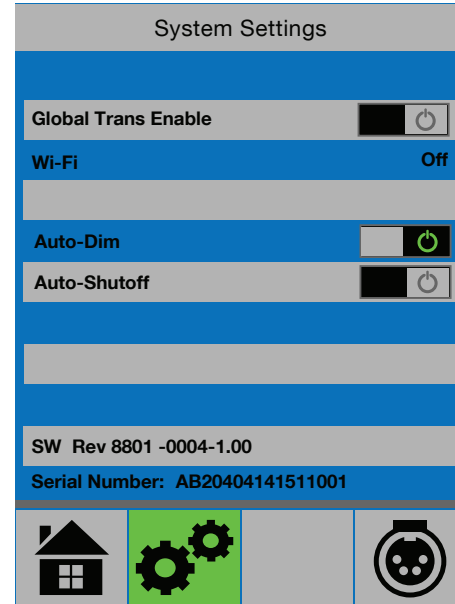 System Settings
Global Trans Enable
Wi-Fi Off
Auto-Dim
Auto-Shutoff
SW Rev 8801 -0004-1.00
Serial Number: AB20404141511001